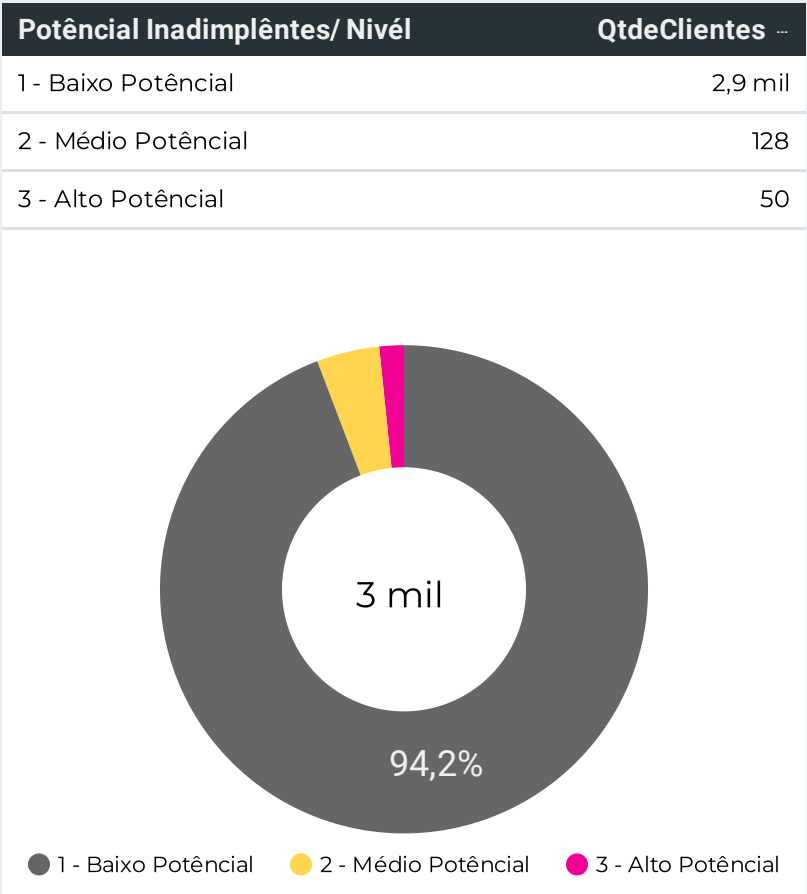 Potêncial Inadimplêntes/ Nivél QtdeClientes ...
1 - Baixo Potêncial 2,9 mil
2 - Médio Potêncial 128
3 - Alto Potêncial 50
3 mil
94,2%
1 - Baixo Potêncial 2 - Médio Potêncial 3 - Alto Potêncial